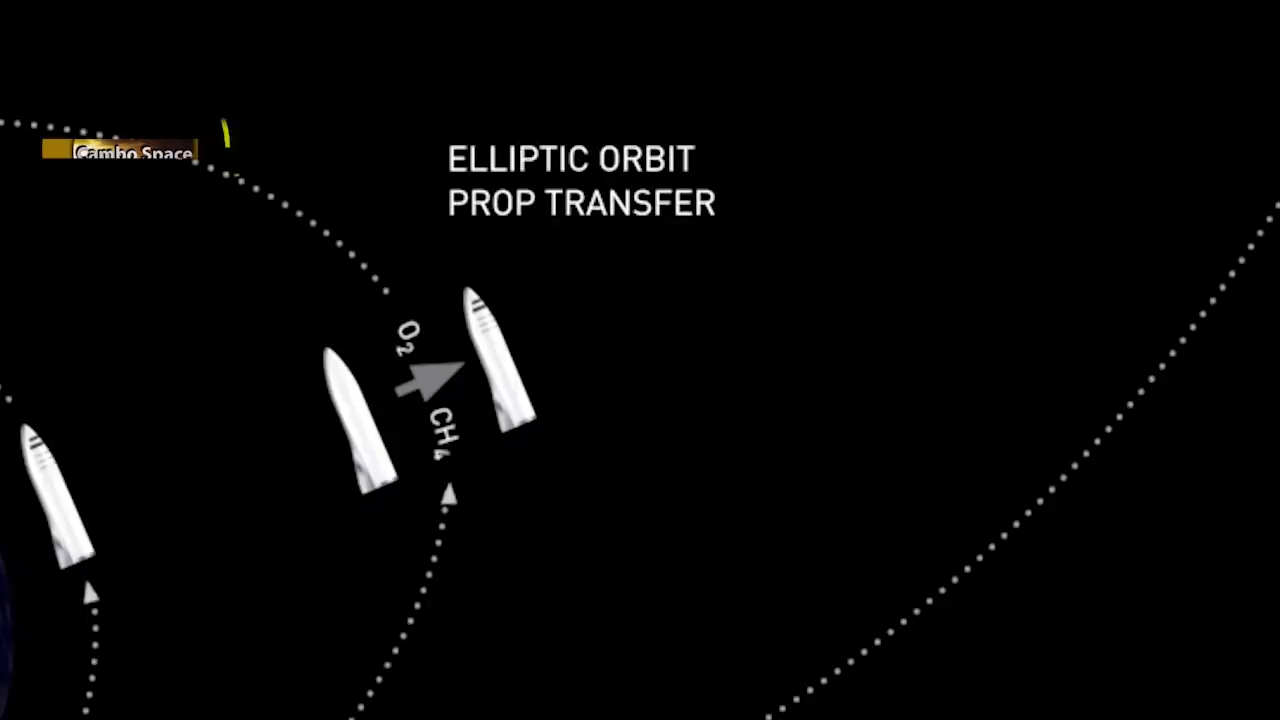 Cambo Space
ELLIPTIC ORBIT
PROP TRANSFER
O₂
CH₄